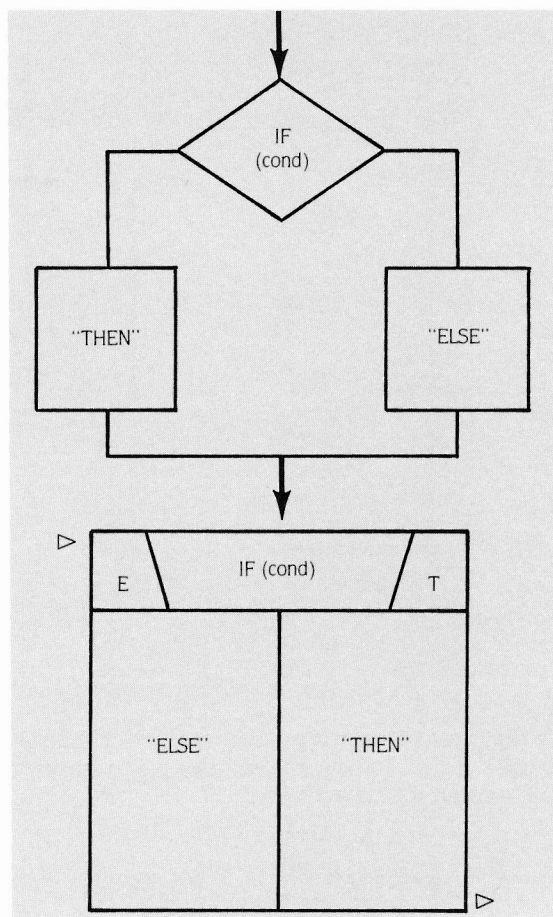 IF
(cond)
“THEN”
“ELSE”
E
IF (cond)
T
“ELSE”
“THEN”